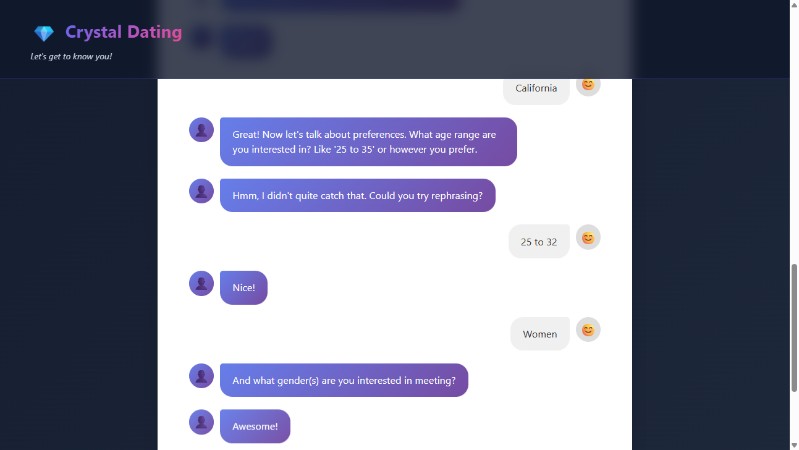 Crystal Dating
Let's get to know you!
California
Great! Now let's talk about preferences. What age range are
you interested in? Like '25 to 35' or however you prefer.
Hmm, I didn't quite catch that. Could you try rephrasing?
25 to 32
Nice!
Women
And what gender(s) are you interested in meeting?
Awesome!